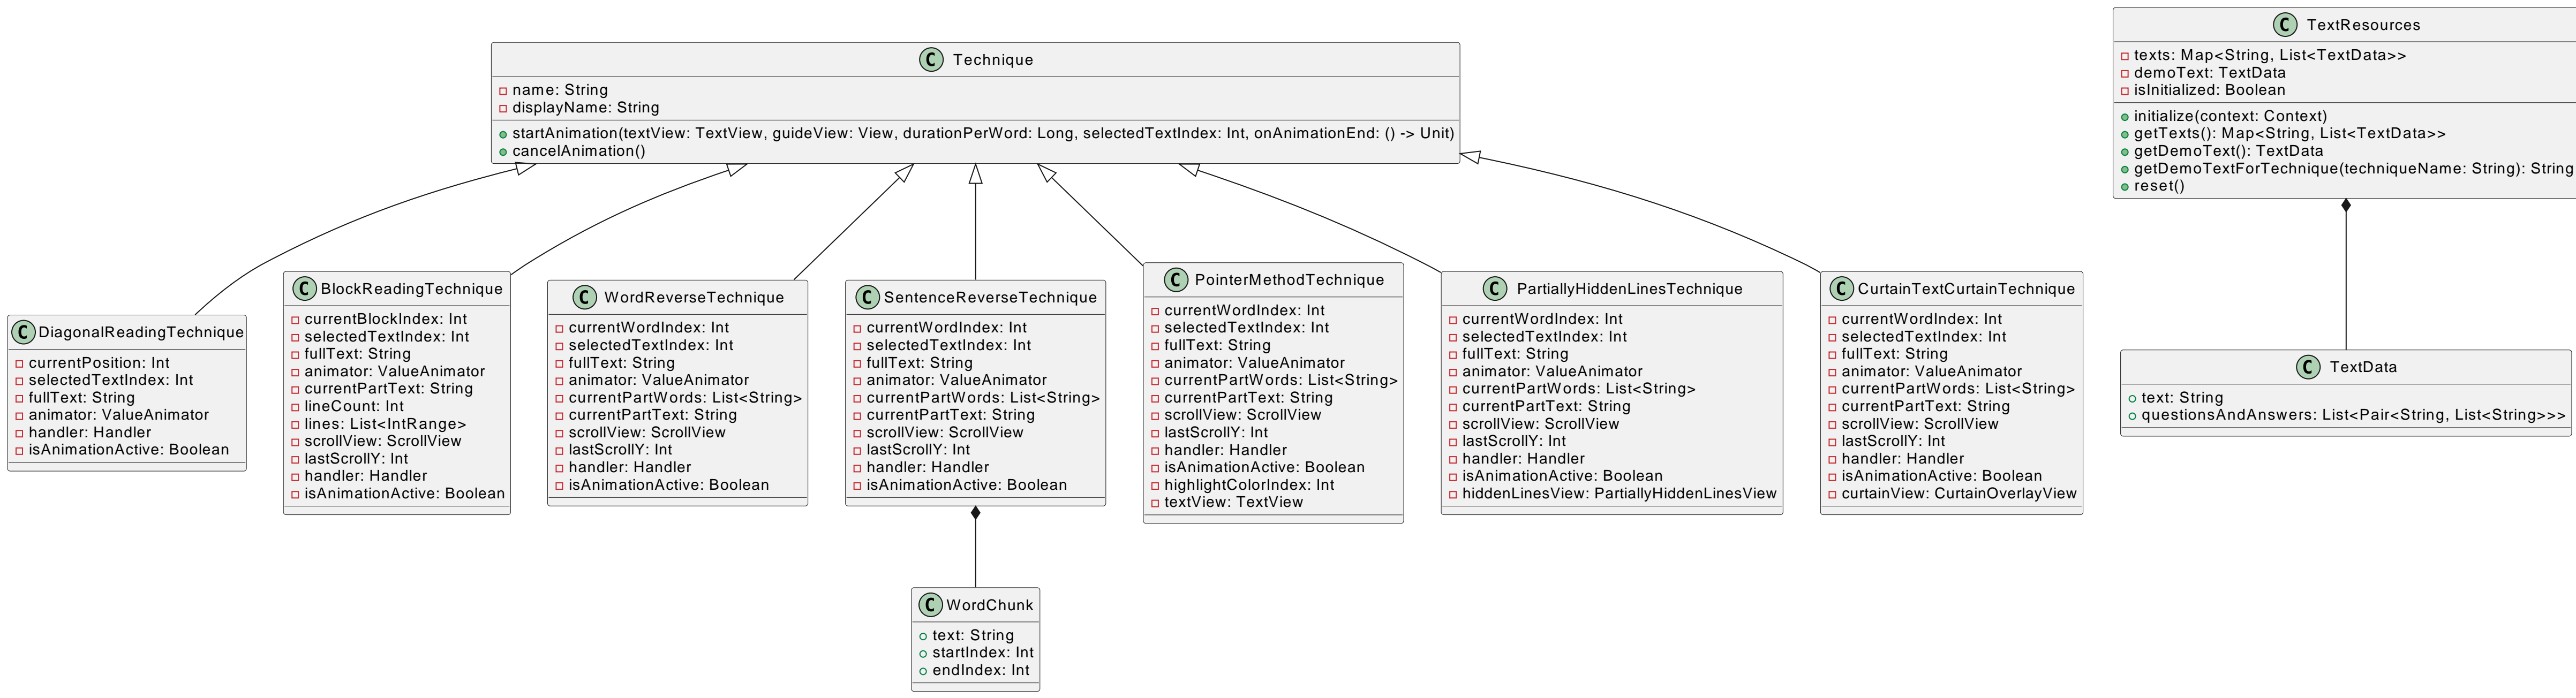 C Technique
name: String
displayName: String
startAnimation(textView: TextView, guideView: View, durationPerWord: Long, selectedTextIndex: Int, onAnimationEnd: () -> Unit)
cancelAnimation()
C TextResources
texts: Map<String, List<TextData>>
demoText: TextData
isInitialized: Boolean
initialize(context: Context)
getTexts(): Map<String, List<TextData>>
getDemoText(): TextData
getDemoTextForTechnique(techniqueName: String): String
reset()
C DiagonalReadingTechnique
currentPosition: Int
selectedTextIndex: Int
fullText: String
animator: ValueAnimator
handler: Handler
isAnimationActive: Boolean
C BlockReadingTechnique
currentBlockIndex: Int
selectedTextIndex: Int
fullText: String
animator: ValueAnimator
currentPartText: String
lineCount: Int
lines: List<IntRange>
scrollView: ScrollView
lastScrollY: Int
handler: Handler
isAnimationActive: Boolean
C WordReverseTechnique
currentWordIndex: Int
selectedTextIndex: Int
fullText: String
animator: ValueAnimator
currentPartWords: List<String>
currentPartText: String
scrollView: ScrollView
lastScrollY: Int
handler: Handler
isAnimationActive: Boolean
C SentenceReverseTechnique
currentWordIndex: Int
selectedTextIndex: Int
fullText: String
animator: ValueAnimator
currentPartWords: List<String>
currentPartText: String
scrollView: ScrollView
lastScrollY: Int
handler: Handler
isAnimationActive: Boolean
C PointerMethodTechnique
currentWordIndex: Int
selectedTextIndex: Int
fullText: String
animator: ValueAnimator
currentPartWords: List<String>
currentPartText: String
scrollView: ScrollView
lastScrollY: Int
handler: Handler
isAnimationActive: Boolean
highlightColorIndex: Int
textView: TextView
C PartiallyHiddenLinesTechnique
currentWordIndex: Int
selectedTextIndex: Int
fullText: String
animator: ValueAnimator
currentPartWords: List<String>
currentPartText: String
scrollView: ScrollView
lastScrollY: Int
handler: Handler
isAnimationActive: Boolean
hiddenLinesView: PartiallyHiddenLinesView
C CurtainTextCurtainTechnique
currentWordIndex: Int
selectedTextIndex: Int
fullText: String
animator: ValueAnimator
currentPartWords: List<String>
currentPartText: String
scrollView: ScrollView
lastScrollY: Int
handler: Handler
isAnimationActive: Boolean
curtainView: CurtainOverlayView
C TextData
text: String
questionsAndAnswers: List<Pair<String, List<String>>>
C WordChunk
text: String
startIndex: Int
endIndex: Int